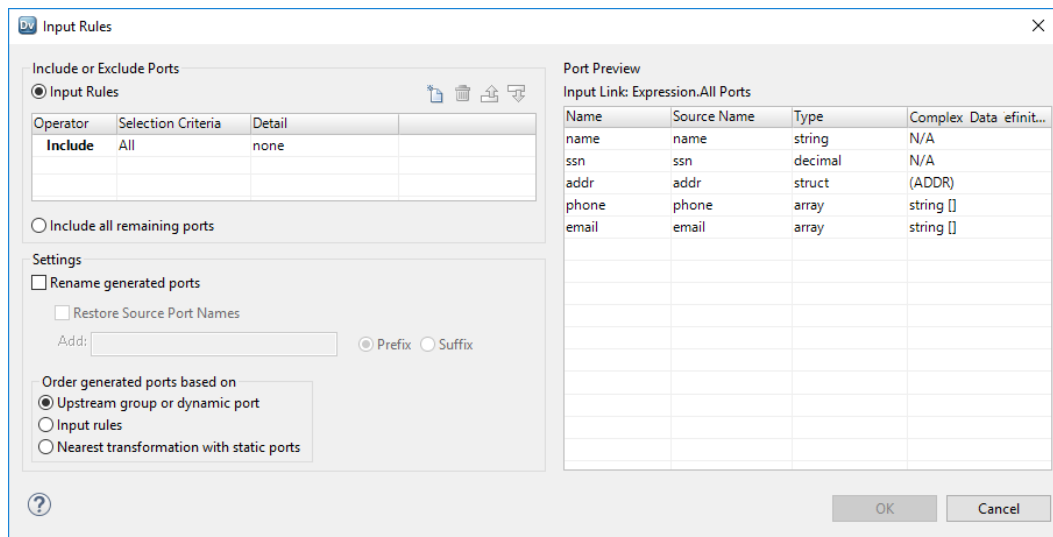 Dv Input Rules
Include or Exclude Ports
Input Rules
Operator Selection Criteria Detail
Include All none
Include all remaining ports
Settings
Rename generated ports
Restore Source Port Names
Add: Prefix Suffix
Order generated ports based on
Upstream group or dynamic port
Input rules
Nearest transformation with static ports
Port Preview
Input Link: Expression.All Ports
Name Source Name Type Complex Data efinit...
name name string N/A
ssn ssn decimal N/A
addr addr struct (ADDR)
phone phone array string []
email email array string []
?
OK Cancel